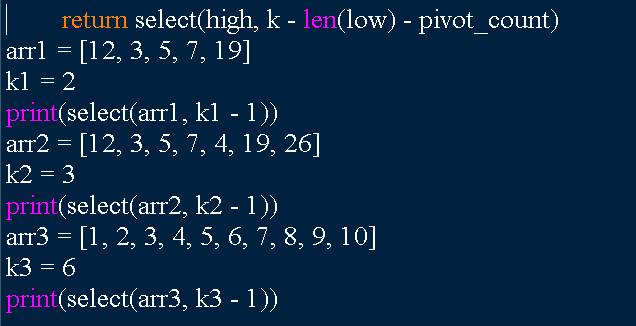 return select(high, k - len(low) - pivot_count)
arr1 = [12, 3, 5, 7, 19]
k1 = 2
print(select(arr1, k1 - 1))
arr2 = [12, 3, 5, 7, 4, 19, 26]
k2 = 3
print(select(arr2, k2 - 1))
arr3 = [1, 2, 3, 4, 5, 6, 7, 8, 9, 10]
k3 = 6
print(select(arr3, k3 - 1))